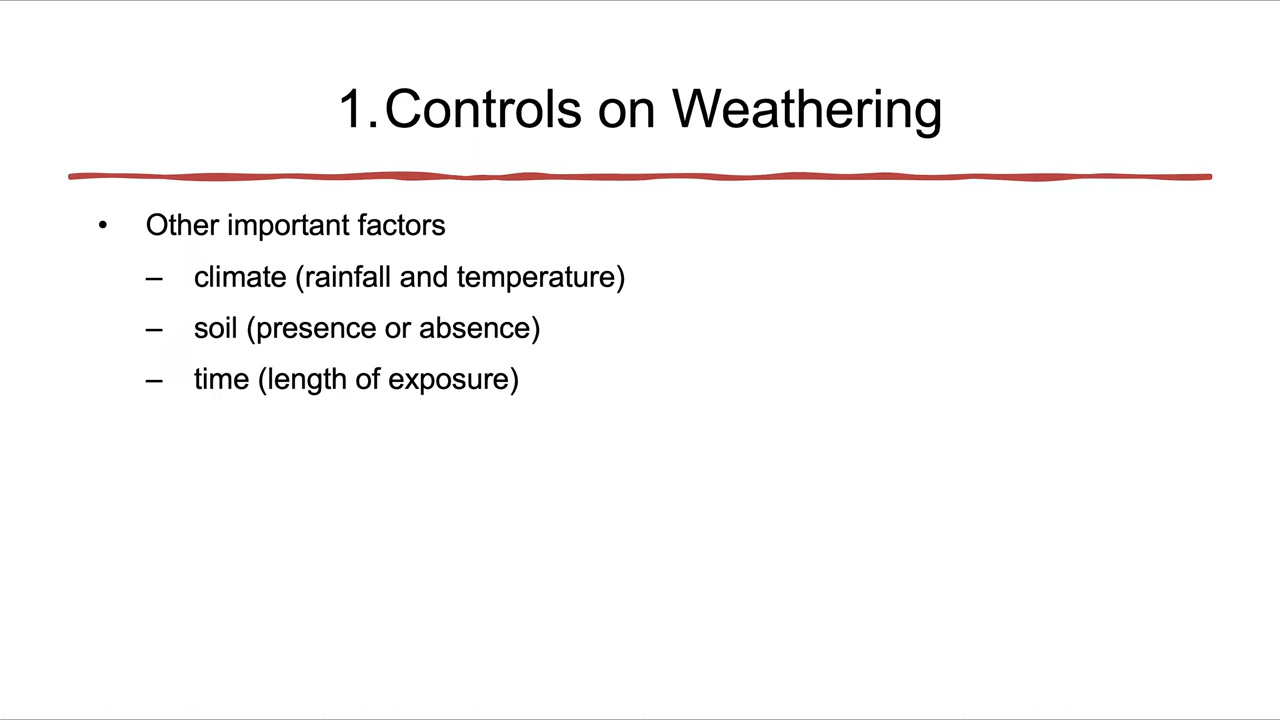 1. Controls on Weathering
• Other important factors
– climate (rainfall and temperature)
– soil (presence or absence)
– time (length of exposure)